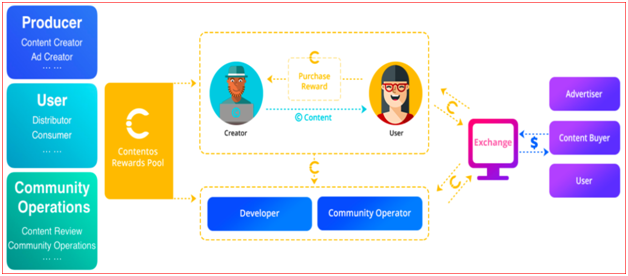 Producer
Content Creator
Ad Creator
... ...
User
Distributor
Consumer
... ...
Community
Operations
Content Review
Community Operations
... ...
Contentos
Rewards Pool
Purchase
Reward
© Content
Creator
User
Developer
Community Operator
Exchange
$
Advertiser
Content Buyer
User